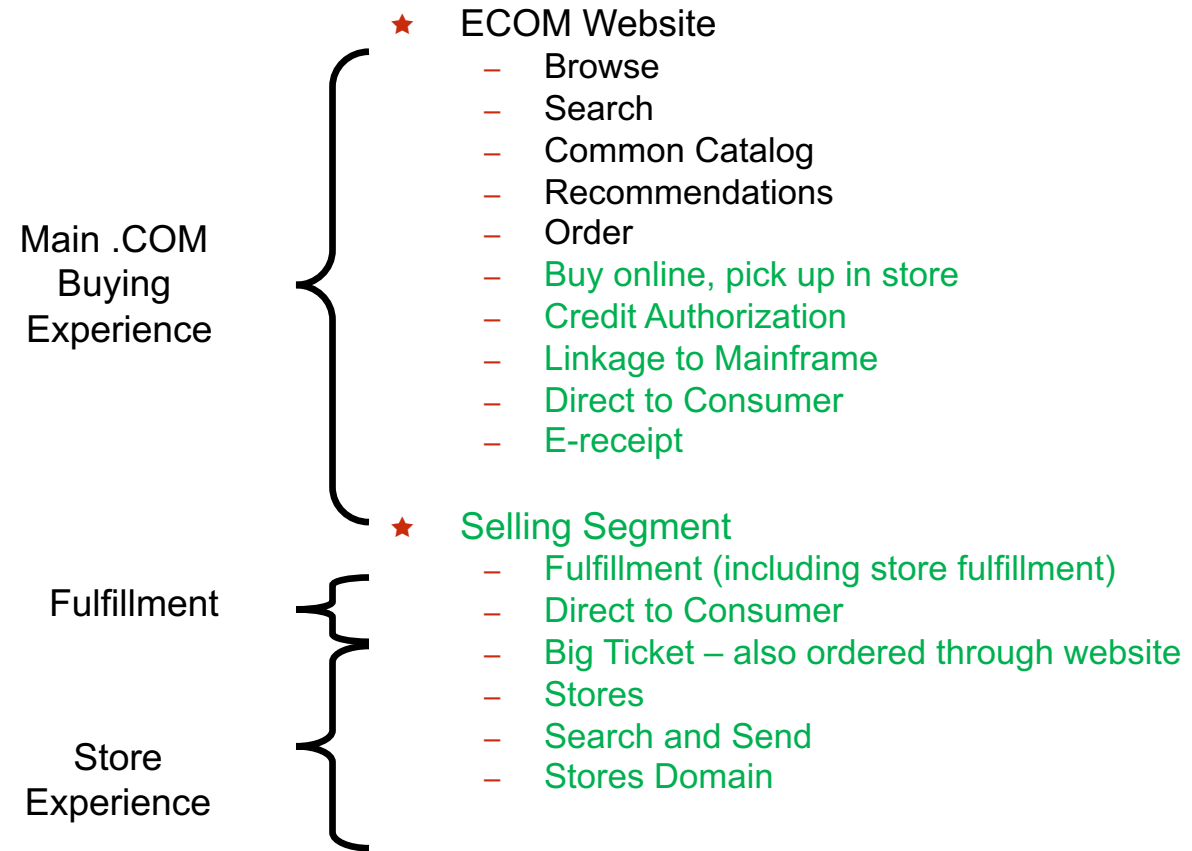 ECOM Website
– Browse
– Search
– Common Catalog
– Recommendations
– Order
– Buy online, pick up in store
– Credit Authorization
– Linkage to Mainframe
– Direct to Consumer
– E-receipt
Main .COM
Buying
Experience
Selling Segment
– Fulfillment (including store fulfillment)
– Direct to Consumer
– Big Ticket – also ordered through website
– Stores
– Search and Send
– Stores Domain
Fulfillment
Store
Experience